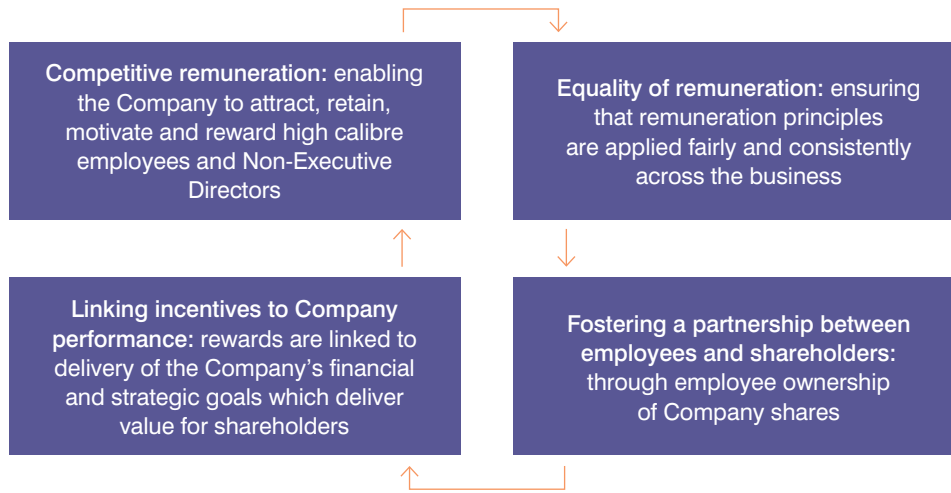 Competitive remuneration: enabling
the Company to attract, retain,
motivate and reward high calibre
employees and Non-Executive
Directors
Equality of remuneration: ensuring
that remuneration principles
are applied fairly and consistently
across the business
Linking incentives to Company
performance: rewards are linked to
delivery of the Company’s financial
and strategic goals which deliver
value for shareholders
Fostering a partnership between
employees and shareholders:
through employee ownership
of Company shares